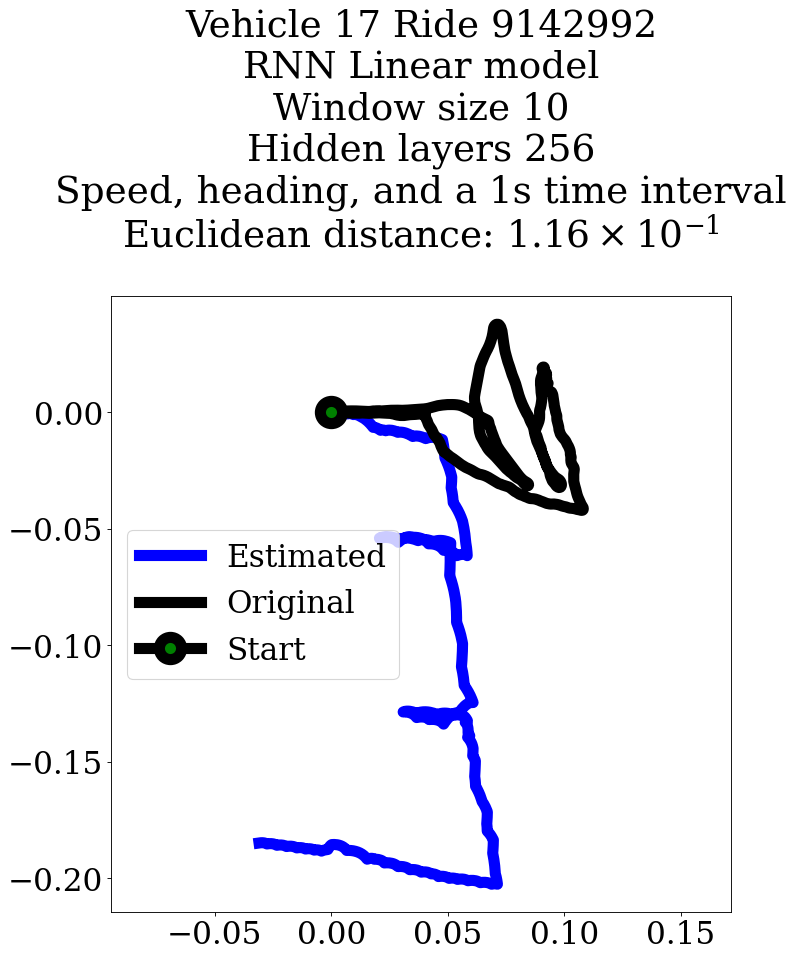 Vehicle 17 Ride 9142992
RNN Linear model
Window size 10
Hidden layers 256
Speed, heading, and a 1s time interval
Euclidean distance: 1.16 × 10⁻¹
0.00
−0.05
−0.10
−0.15
−0.20
Estimated
Original
Start
−0.05 0.00 0.05 0.10 0.15